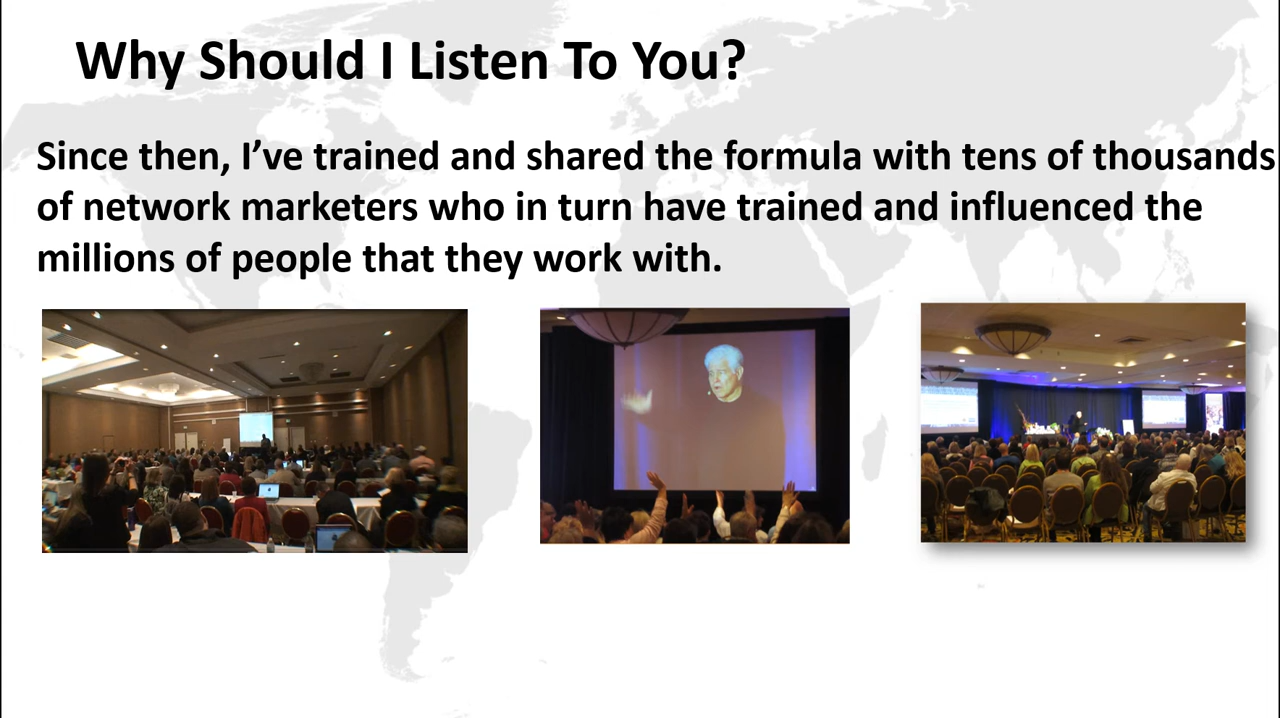 Why Should I Listen To You?
Since then, I’ve trained and shared the formula with tens of thousands
of network marketers who in turn have trained and influenced the
millions of people that they work with.